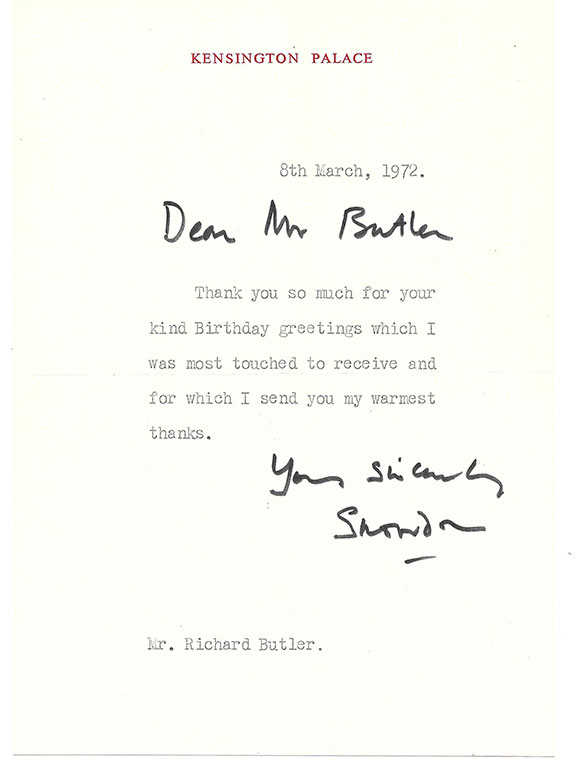 KENSINGTON PALACE
8th March, 1972.
Dear Mr Butler
Thank you so much for your
kind Birthday greetings which I
was most touched to receive and
for which I send you my warmest
thanks.
Yours sincerely
Snowdon
Mr. Richard Butler.